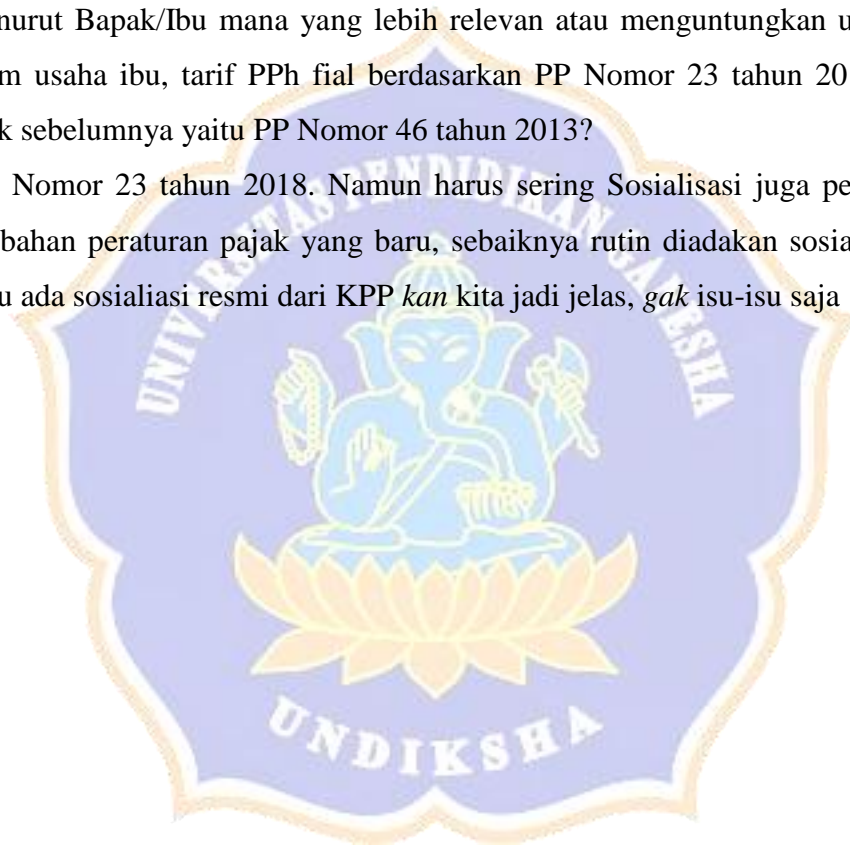 nurut Bapak/Ibu mana yang lebih relevan atau menguntungkan u
m usaha ibu, tarif PPh fial berdasarkan PP Nomor 23 tahun 20
k sebelumnya yaitu PP Nomor 46 tahun 2013?
Nomor 23 tahun 2018. Namun harus sering Sosialisasi juga pe
bahan peraturan pajak yang baru, sebaiknya rutin diadakan sosia
u ada sosialiasi resmi dari KPP kan kita jadi jelas, gak isu-isu saja
UNIVERSITAS PENDIDIKAN GANESHA
UNDIKSHA